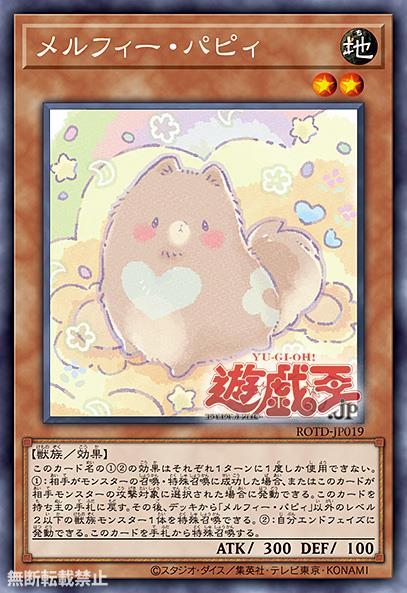 メルフィー・パピィ
地
YU-GI-OH!
遊戯王.jp
ROTD-JP019
【獣族／効果】
このカード名の①②の効果はそれぞれ1ターンに1度しか使用できない。
①：相手がモンスターの召喚・特殊召喚に成功した場合、またはこのカードが
相手モンスターの攻撃対象に選択された場合に発動できる。このカードを
持ち主の手札に戻す。その後、デッキから「メルフィー・パピィ」以外のレベル
２以下の獣族モンスター１体を特殊召喚できる。②：自分エンドフェイズに
発動できる。このカードを手札から特殊召喚する。
ATK/ 300 DEF/ 100
無断転載禁止
©スタジオ・ダイス／集英社・テレビ東京・KONAMI